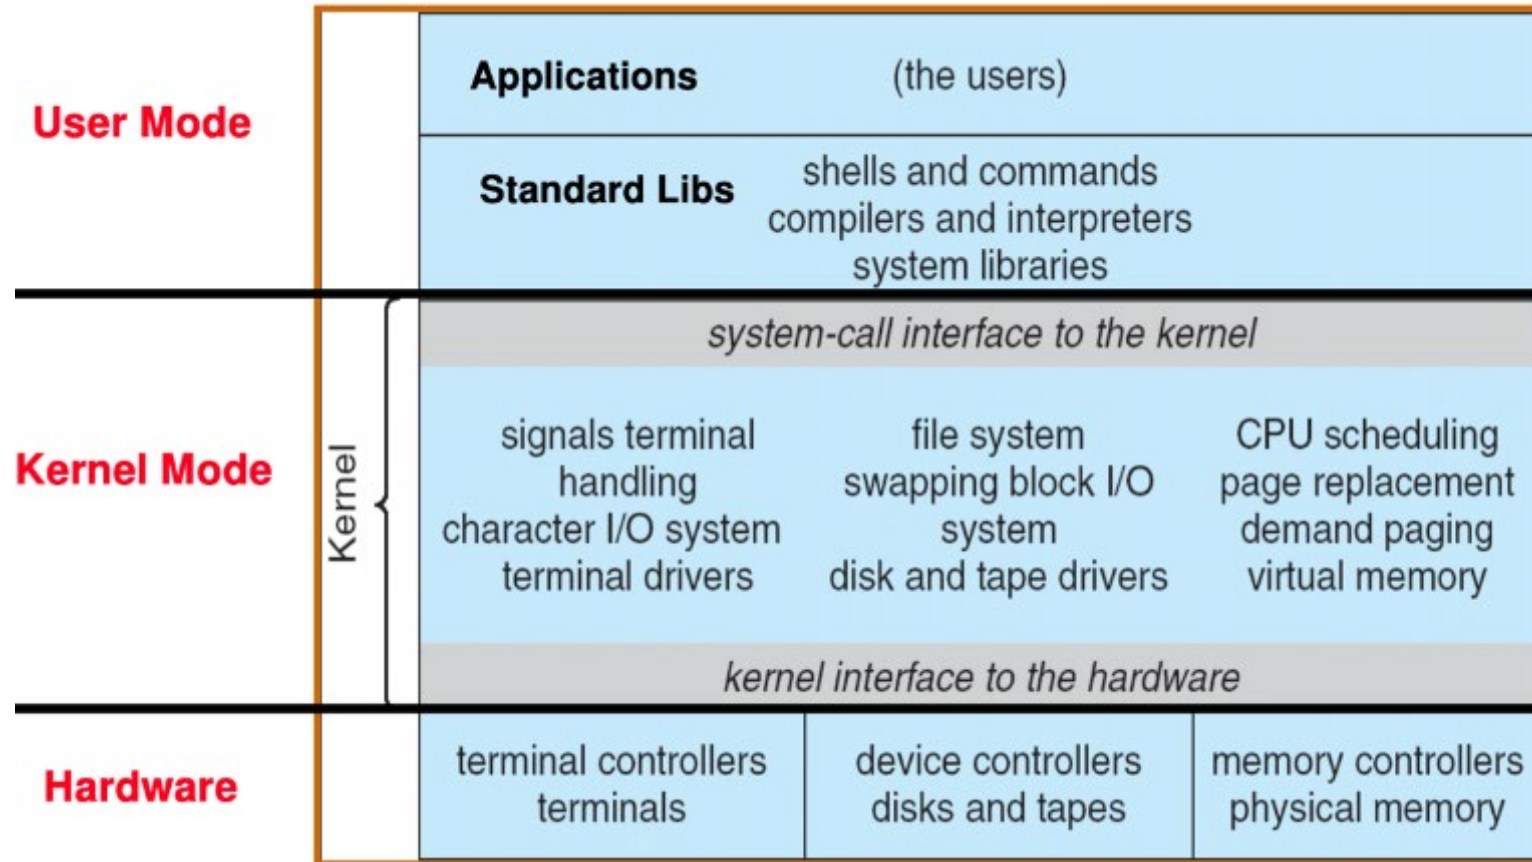 User Mode
Applications (the users)
Standard Libs shells and commands
compilers and interpreters
system libraries
Kernel Mode
Kernel
system-call interface to the kernel
signals terminal
handling
character I/O system
terminal drivers
file system
swapping block I/O
system
disk and tape drivers
CPU scheduling
page replacement
demand paging
virtual memory
kernel interface to the hardware
Hardware
terminal controllers
terminals
device controllers
disks and tapes
memory controllers
physical memory